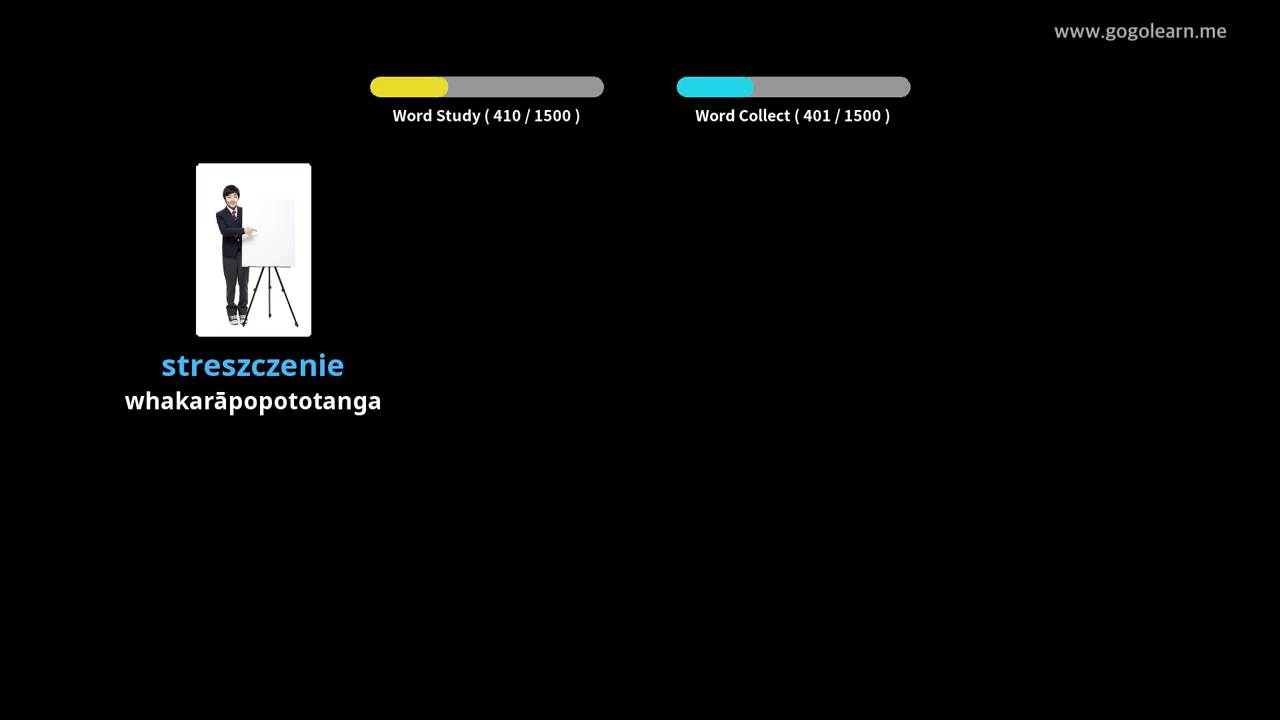 www.gogolearn.me
Word Study ( 410 / 1500 )
Word Collect ( 401 / 1500 )
streszczenie
whakarāpopototanga